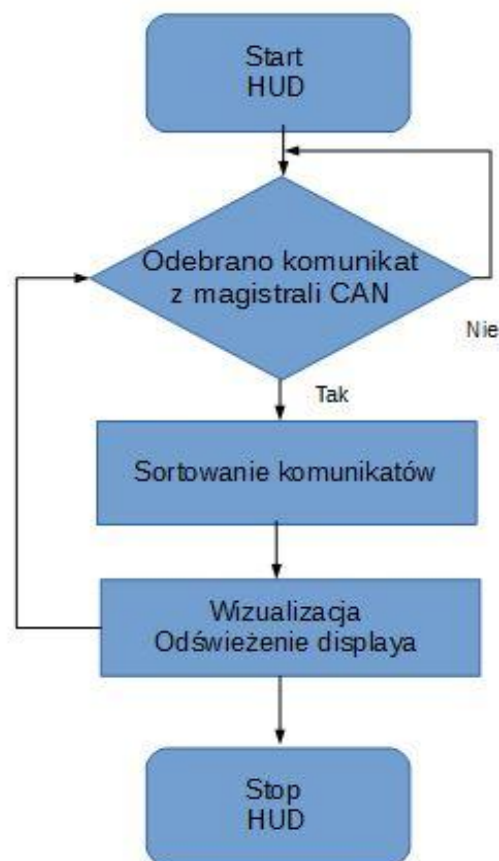 Start
HUD
Odebrano komunikat
z magistrali CAN
Nie
Tak
Sortowanie komunikatów
Wizualizacja
Odświeżenie displaya
Stop
HUD